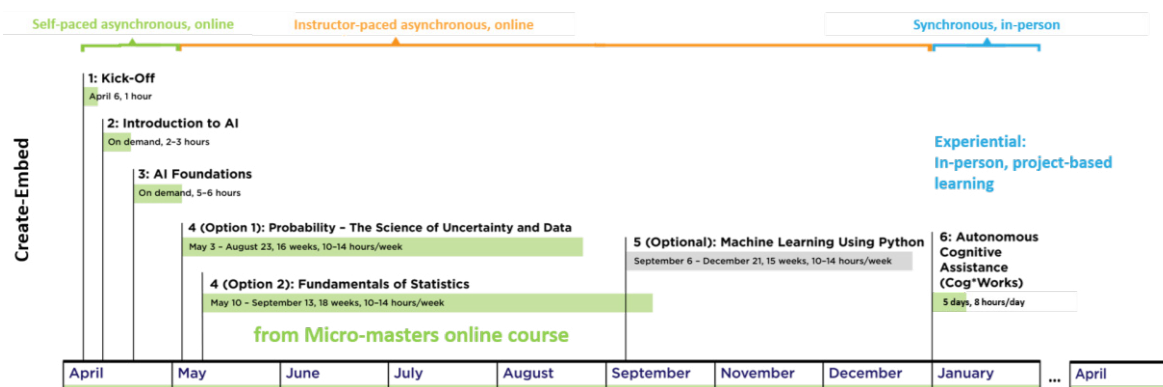 Self-paced asynchronous, online
Instructor-paced asynchronous, online
Synchronous, in-person
1: Kick-Off
April 6, 1 hour
2: Introduction to AI
On demand, 2–3 hours
3: AI Foundations
On demand, 5–6 hours
Create-Embed
Experiential:
In-person, project-based
learning
4 (Option 1): Probability – The Science of Uncertainty and Data
May 3 – August 23, 16 weeks, 10–14 hours/week
4 (Option 2): Fundamentals of Statistics
May 10 – September 13, 18 weeks, 10–14 hours/week
5 (Optional): Machine Learning Using Python
September 6 – December 21, 15 weeks, 10–14 hours/week
6: Autonomous
Cognitive
Assistance
(Cog*Works)
5 days, 8 hours/day
from Micro-masters online course
April May June July August September November December January ... April